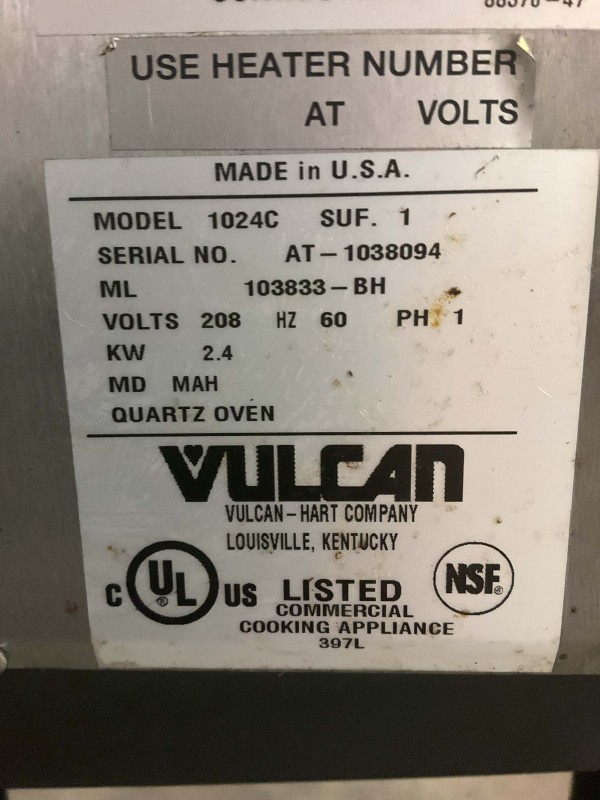 USE HEATER NUMBER
AT VOLTS
MADE in U.S.A.
MODEL 1024C SUF. 1
SERIAL NO. AT-1038094
ML 103833-BH
VOLTS 208 HZ 60 PH 1
KW 2.4
MD MAH
QUARTZ OVEN
VULCAN
VULCAN-HART COMPANY
LOUISVILLE, KENTUCKY
C UL® US LISTED NSF®
COMMERCIAL
COOKING APPLIANCE
397L